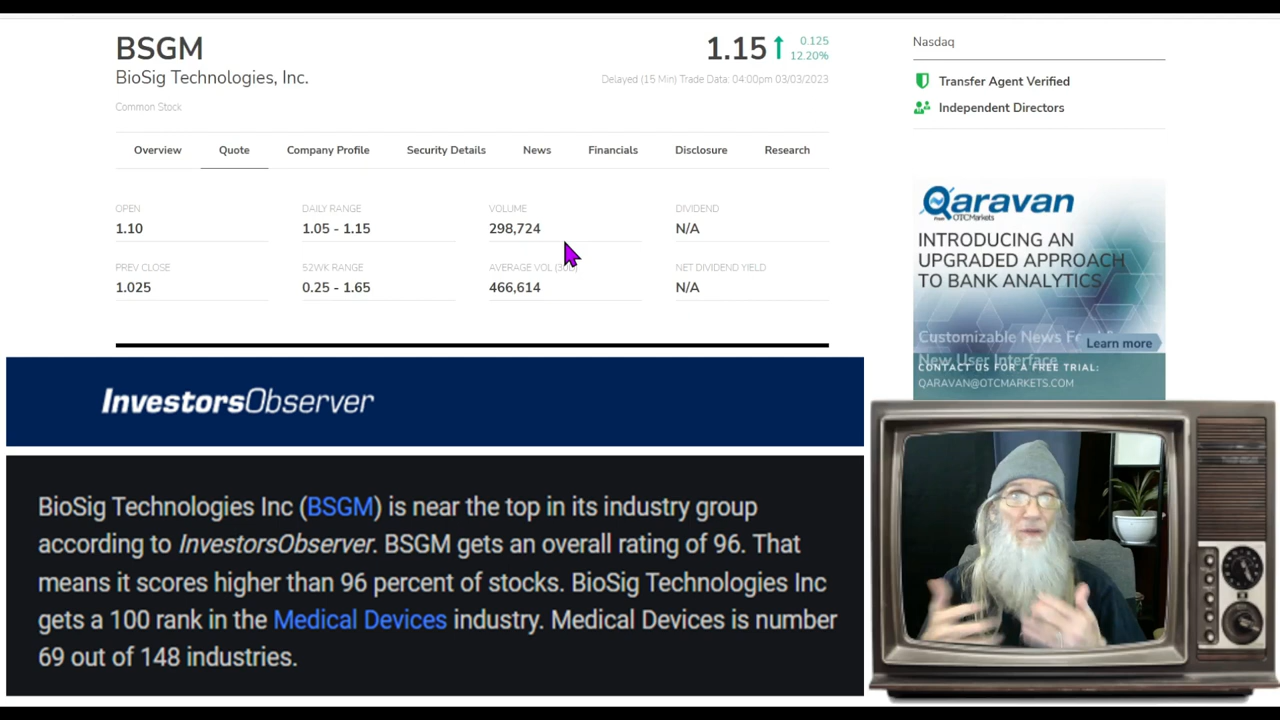 BSGM
BioSig Technologies, Inc.
Common Stock
1.15
0.125
12.20%
Delayed (15 Min) Trade Data: 04:00pm 03/03/2023
Overview
Quote
Company Profile
Security Details
News
Financials
Disclosure
Research
OPEN
1.10
DAILY RANGE
1.05 - 1.15
VOLUME
298,724
DIVIDEND
N/A
PREV CLOSE
1.025
52WK RANGE
0.25 - 1.65
AVERAGE VOL (30D)
466,614
NET DIVIDEND YIELD
N/A
Nasdaq
Transfer Agent Verified
Independent Directors
Qaravan
From OTCMarkets
INTRODUCING AN
UPGRADED APPROACH
TO BANK ANALYTICS
Customizable News
New User Interface
Learn more
CONTACT US FOR A FREE TRIAL:
QARAVAN@OTCMARKETS.COM
InvestorsObserver
BioSig Technologies Inc (BSGM) is near the top in its industry group
according to InvestorsObserver. BSGM gets an overall rating of 96. That
means it scores higher than 96 percent of stocks. BioSig Technologies Inc
gets a 100 rank in the Medical Devices industry. Medical Devices is number
69 out of 148 industries.